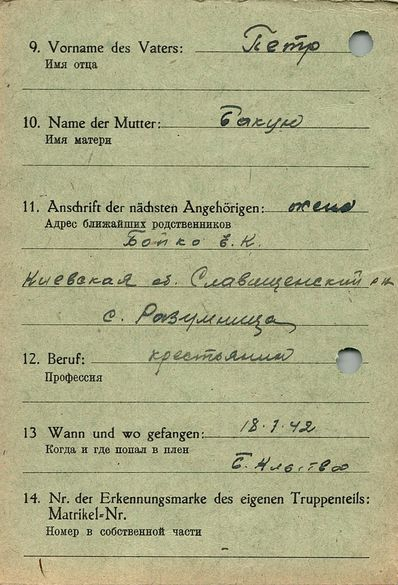 9. Vorname des Vaters: Петр
Имя отца
10. Name der Mutter: Бакун
Имя матери
11. Anschrift der nächsten Angehörigen: жена
Адрес ближайших родственников
Бойко Е.К.
Киевская об. Славищенский р-н
с. Разумница
12. Beruf: крестьянин
Профессия
13 Wann und wo gefangen: 18.7.42
Когда и где попал в плен
14. Nr. der Erkennungsmarke des eigenen Truppenteils:
Matrikel-Nr.
Номер в собственной части